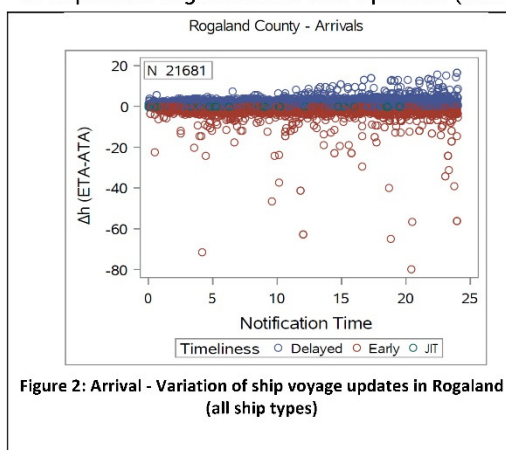 Rogaland County - Arrivals
N 21681
20
0
-20
-40
-60
-80
Δh (ETA-ATA)
0 5 10 15 20 25
Notification Time
Timeliness Delayed Early JIT
Figure 2: Arrival - Variation of ship voyage updates in Rogaland
(all ship types)